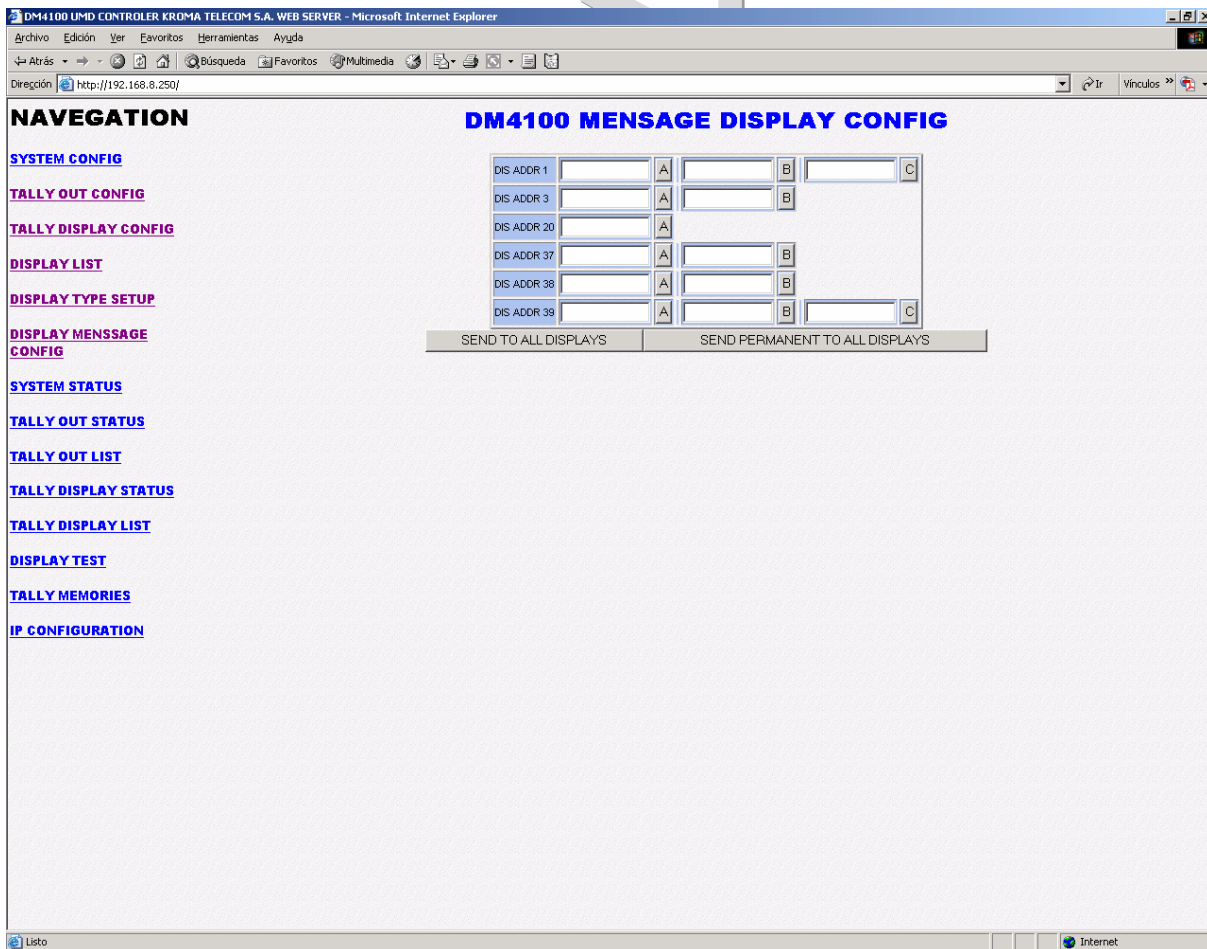 DM4100 UMD CONTROLER KROMA TELECOM S.A. WEB SERVER - Microsoft Internet Explorer
Archivo Edición Ver Favoritos Herramientas Ayuda
Atrás Búsqueda Favoritos Multimedia
Dirección http://192.168.8.250/ Ir Vínculos »
NAVEGATION
SYSTEM CONFIG
TALLY OUT CONFIG
TALLY DISPLAY CONFIG
DISPLAY LIST
DISPLAY TYPE SETUP
DISPLAY MENSSAGE
CONFIG
SYSTEM STATUS
TALLY OUT STATUS
TALLY OUT LIST
TALLY DISPLAY STATUS
TALLY DISPLAY LIST
DISPLAY TEST
TALLY MEMORIES
IP CONFIGURATION
DM4100 MENSAGE DISPLAY CONFIG
DIS ADDR 1 A B C
DIS ADDR 3 A B
DIS ADDR 20 A
DIS ADDR 37 A B
DIS ADDR 38 A B
DIS ADDR 39 A B C
SEND TO ALL DISPLAYS SEND PERMANENT TO ALL DISPLAYS
Listo Internet